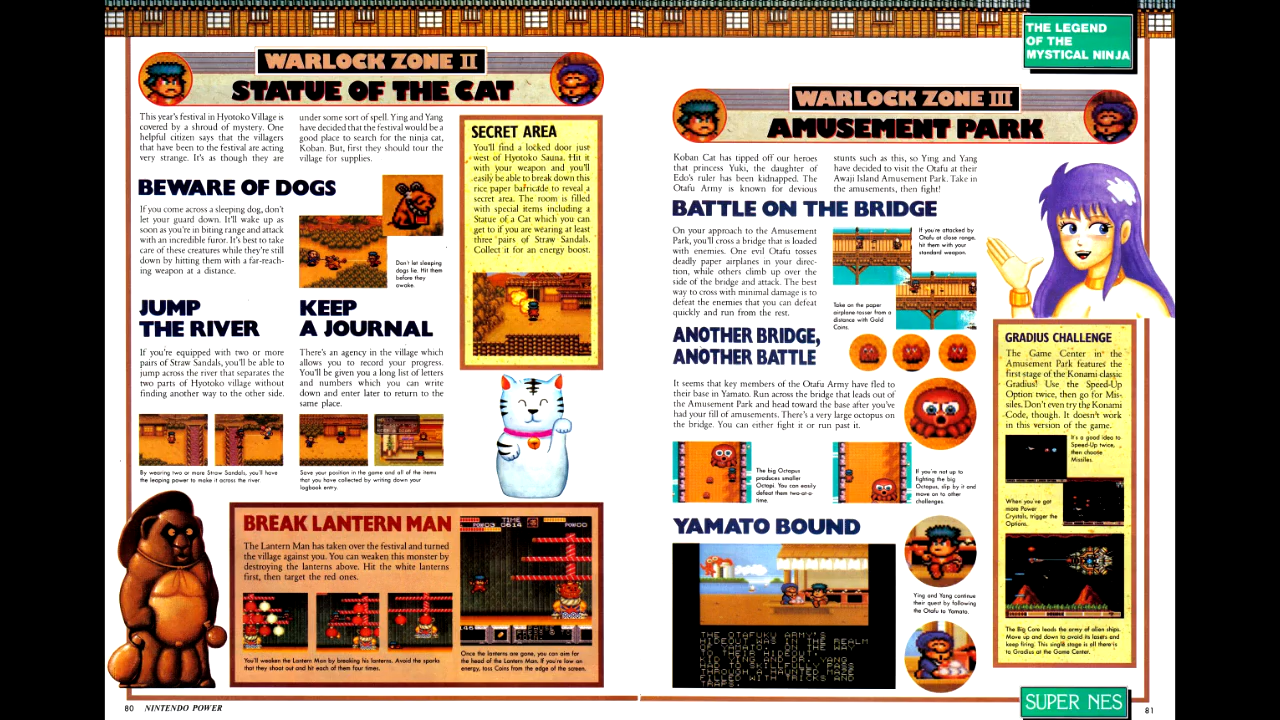 WARLOCK ZONE II
STATUE OF THE CAT
This year's festival in Hyotoko Village is
covered by a shroud of mystery. One
helpful citizen says that the villagers
that have been to the festival are acting
very strange. It's as though they are
under some sort of spell. Ying and Yang
have decided that the festival would be a
good place to search for the ninja cat,
Koban. But, first they should tour the
village for supplies.
BEWARE OF DOGS
If you come across a sleeping dog, don't
let your guard down. It'll wake up as
soon as you're in biting range and attack
with an incredible furor. It's best to take
care of these creatures while they're still
down by hitting them with a far-reach-
ing weapon at a distance.
Don't let sleeping
dogs lie. Hit them
before they
awake.
JUMP
THE RIVER
If you're equipped with two or more
pairs of Straw Sandals, you'll be able to
jump across the river that separates the
two parts of Hyotoko village without
finding another way to the other side.
By wearing two or more Straw Sandals, you'll have
the leaping power to make it across the river.
KEEP
A JOURNAL
There's an agency in the village which
allows you to record your progress.
You'll be given you a long list of letters
and numbers which you can write
down and enter later to return to the
same place.
Save your position in the game and all of the items
that you have collected by writing down your
logbook entry.
SECRET AREA
You'll find a locked door just
west of Hyotoko Sauna. Hit it
with your weapon and you'll
easily be able to break down this
rice paper barricade to reveal a
secret area. The room is filled
with special items including a
Statue of a Cat which you can
get to if you are wearing at least
three pairs of Straw Sandals.
Collect it for an energy boost.
BREAK LANTERN MAN
The Lantern Man has taken over the festival and turned
the village against you. You can weaken this monster by
destroying the lanterns above. Hit the white lanterns
first, then target the red ones.
You'll weaken the Lantern Man by breaking his lanterns. Avoid the sparks
that they shoot out and hit each of them four times.
TIME
0614
Once the lanterns are gone, you can aim for
the head of the Lantern Man. If you're low on
energy, toss Coins from the edge of the screen.
80 NINTENDO POWER
THE LEGEND
OF THE
MYSTICAL NINJA
WARLOCK ZONE III
AMUSEMENT PARK
Koban Cat has tipped off our heroes
that princess Yuki, the daughter of
Edo's ruler has been kidnapped. The
Otafu Army is known for devious
stunts such as this, so Ying and Yang
have decided to visit the Otafu at their
Awaji Island Amusement Park. Take in
the amusements, then fight!
BATTLE ON THE BRIDGE
On your approach to the Amusement
Park, you'll cross a bridge that is loaded
with enemies. One evil Otafu tosses
deadly paper airplanes in your direc-
tion, while others climb up over the
side of the bridge and attack. The best
way to cross with minimal damage is to
defeat the enemies that you can defeat
quickly and run from the rest.
If you're attacked by
Otafu at close range,
hit them with your
standard weapon.
Take on the paper
airplane tosser from a
distance with Gold
Coins.
ANOTHER BRIDGE,
ANOTHER BATTLE
It seems that key members of the Otafu Army have fled to
their base in Yamato. Run across the bridge that leads out of
the Amusement Park and head toward the base after you've
had your fill of amusements. There's a very large octopus on
the bridge. You can either fight it or run past it.
The big Octopus
produces smaller
Octopi. You can easily
defeat them two-at-a-
time.
If you're not up to
fighting the big
Octopus, slip by it and
move on to other
challenges.
YAMATO BOUND
THE OTAFUKU ARMY'S
HIDEOUT WAS IN THE REALM
OF YAMATO. ON THE WAY
TO THEIR HIDEOUT,
KID YING AND DR. YANG
HAD TO SKILLFULLY PASS
THROUGH A HAUNTED MAZE
FILLED WITH TRICKS AND
TRAPS.
Ying and Yang continue
their quest by following
the Otafu to Yamato.
GRADIUS CHALLENGE
The Game Center in the
Amusement Park features the
first stage of the Konami classic
Gradius! Use the Speed-Up
Option twice, then go for Mis-
siles. Don't even try the Konami
Code, though. It doesn't work
in this version of the game.
It's a good idea to
Speed-Up twice,
then choose
Missiles.
When you've got
more Power
Crystals, trigger the
Options.
The Big Core leads the army of alien ships.
Move up and down to avoid its lasers and
keep firing. This single stage is all there is
to Gradius at the Game Center.
SUPER NES
81